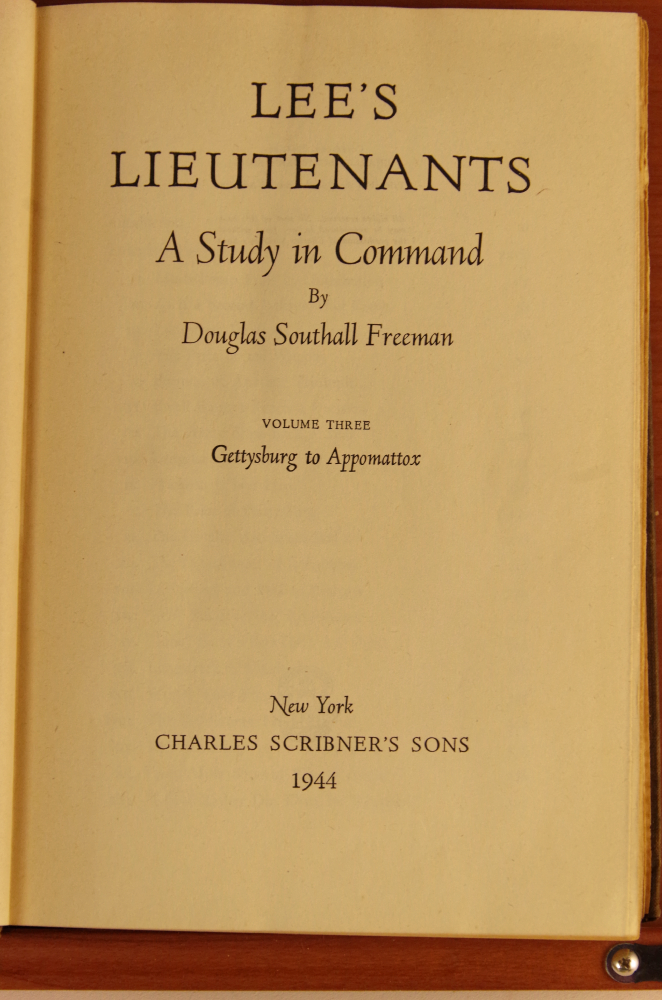 LEE'S
LIEUTENANTS
A Study in Command
By
Douglas Southall Freeman
VOLUME THREE
Gettysburg to Appomattox
New York
CHARLES SCRIBNER'S SONS
1944